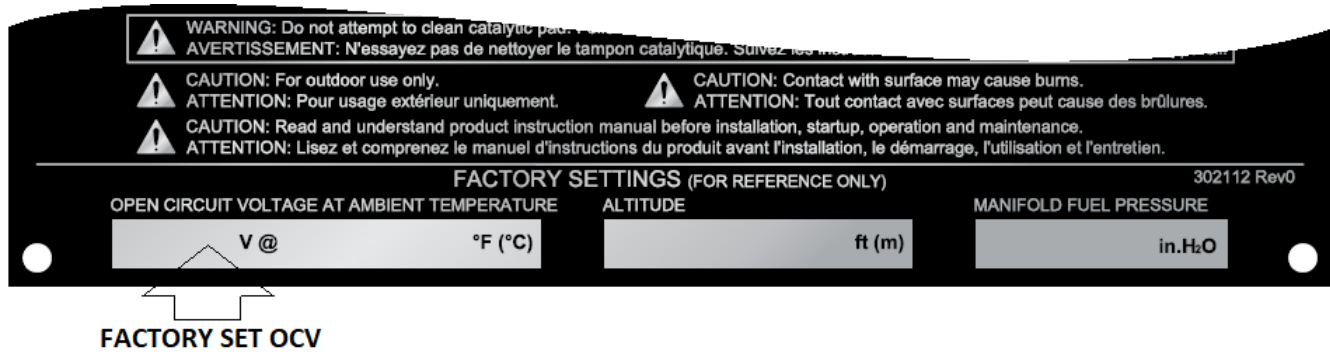 WARNING: Do not attempt to clean catalytic pad.
AVERTISSEMENT: N'essayez pas de nettoyer le tampon catalytique. Suivez les
CAUTION: For outdoor use only.
ATTENTION: Pour usage extérieur uniquement.
CAUTION: Contact with surface may cause burns.
ATTENTION: Tout contact avec surfaces peut cause des brûlures.
CAUTION: Read and understand product instruction manual before installation, startup, operation and maintenance.
ATTENTION: Lisez et comprenez le manuel d'instructions du produit avant l'installation, le démarrage, l'utilisation et l'entretien.
FACTORY SETTINGS (FOR REFERENCE ONLY)
302112 Rev0
OPEN CIRCUIT VOLTAGE AT AMBIENT TEMPERATURE
ALTITUDE
MANIFOLD FUEL PRESSURE
V @ °F (°C)
ft (m)
in.H₂O
FACTORY SET OCV